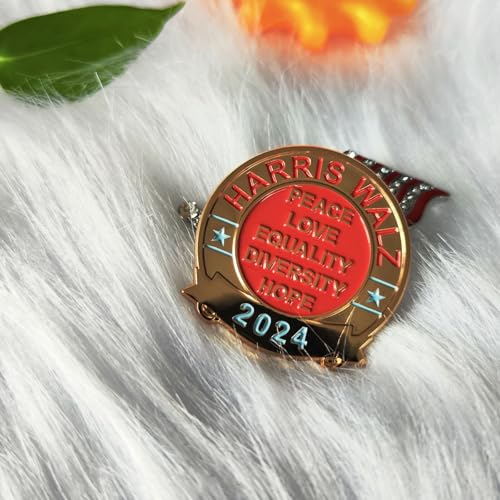 HARRIS WALZ
PEACE
LOVE
EQUALITY
DIVERSITY
HOPE
2024